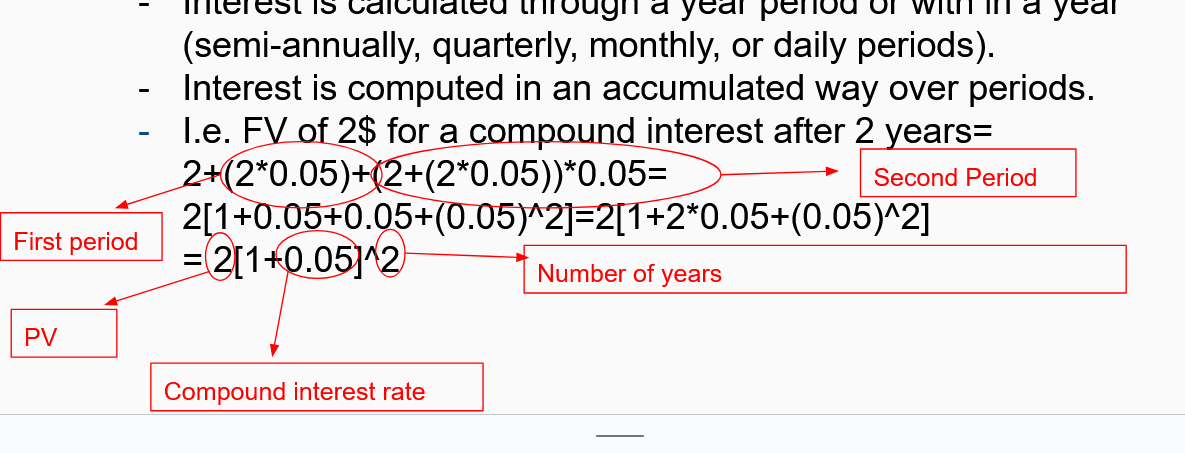 - Interest is calculated through a year period or with in a year
(semi-annually, quarterly, monthly, or daily periods).
- Interest is computed in an accumulated way over periods.
- I.e. FV of 2$ for a compound interest after 2 years=
2+(2*0.05)+(2+(2*0.05))*0.05=
Second Period
2[1+0.05+0.05+(0.05)^2]=2[1+2*0.05+(0.05)^2]
First period
= 2[1+0.05]^2
Number of years
PV
Compound interest rate